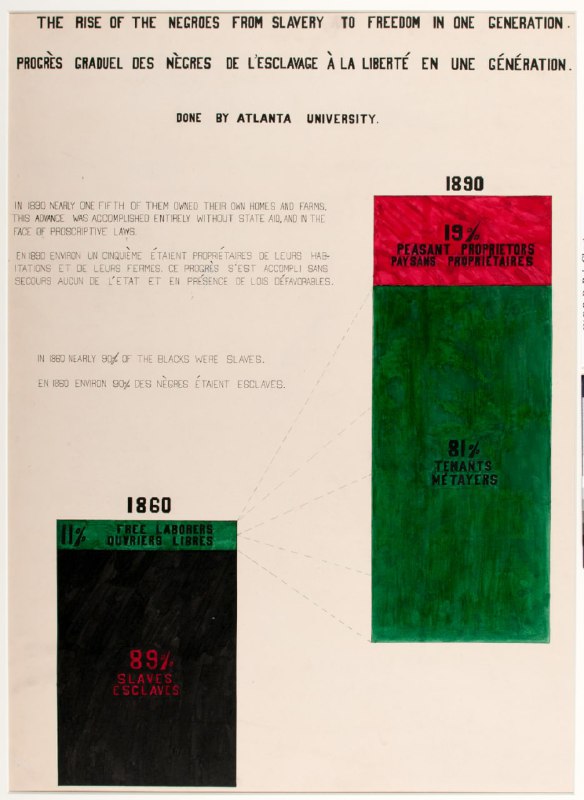 THE RISE OF THE NEGROES FROM SLAVERY TO FREEDOM IN ONE GENERATION.
PROGRÈS GRADUEL DES NÈGRES DE L'ESCLAVAGE À LA LIBERTÉ EN UNE GÉNÉRATION.
DONE BY ATLANTA UNIVERSITY.
IN 1890 NEARLY ONE FIFTH OF THEM OWNED THEIR OWN HOMES AND FARMS.
THIS ADVANCE WAS ACCOMPLISHED ENTIRELY WITHOUT STATE AID, AND IN THE
FACE OF PROSCRIPTIVE LAWS.
EN 1890 ENVIRON UN CINQUIÈME ÉTAIENT PROPRIÉTAIRES DE LEURS HAB-
ITATIONS ET DE LEURS FERMES. CE PROGRÈS S'EST ACCOMPLI SANS
SECOURS AUCUN DE L'ETAT ET EN PRÉSENCE DE LOIS DÉFAVORABLES.
IN 1860 NEARLY 90% OF THE BLACKS WERE SLAVES.
EN 1860 ENVIRON 90% DES NÈGRES ÉTAIENT ESCLAVES.
1890
19%
PEASANT PROPRIETORS
PAYSANS PROPRIETAIRES
81%
TENANTS
MÉTAYERS
1860
11% FREE LABORERS
OUVRIERS LIBRES
89%
SLAVES
ESCLAVES